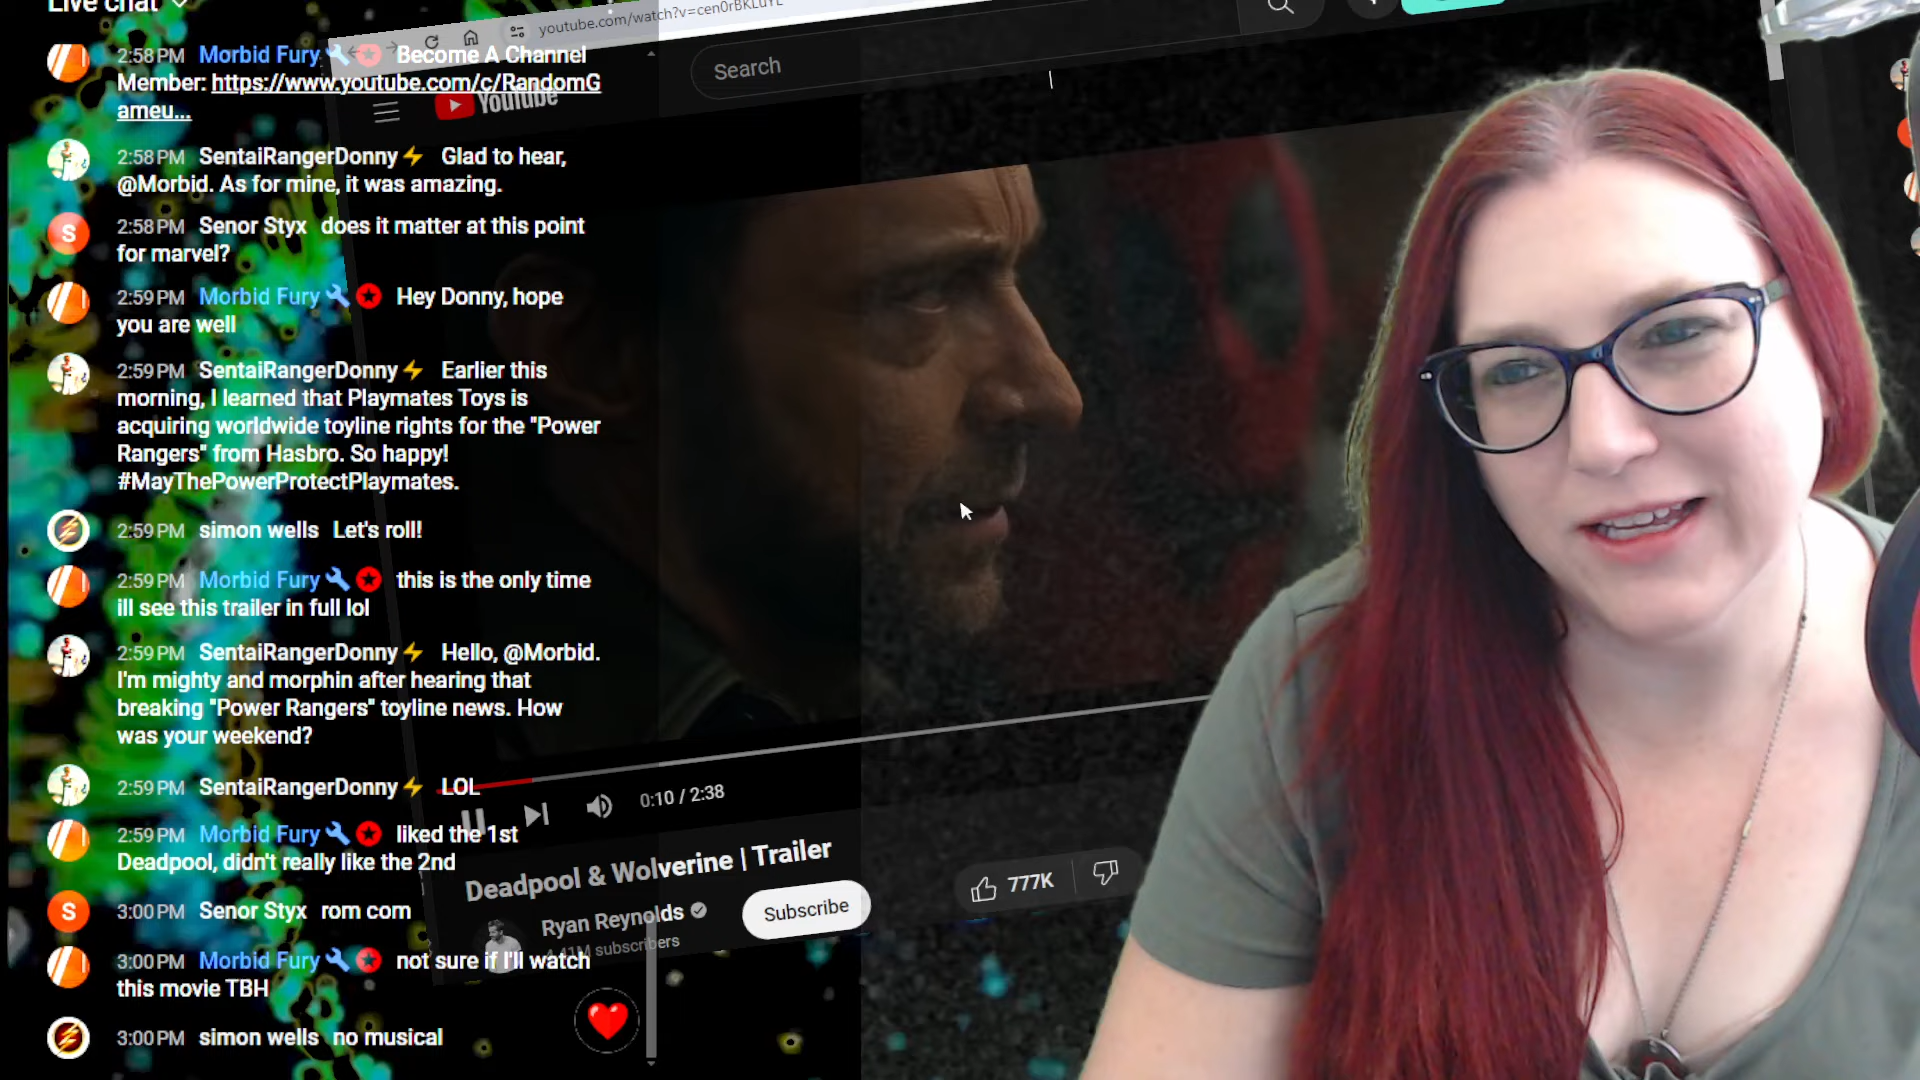 Live chat
2:58 PM Morbid Fury Become A Channel
Member: https://www.youtube.com/c/RandomG
ameu...
2:58 PM SentaiRangerDonny⚡ Glad to hear,
@Morbid. As for mine, it was amazing.
S
2:58 PM Senor Styx does it matter at this point
for marvel?
2:59 PM Morbid Fury Hey Donny, hope
you are well
2:59 PM SentaiRangerDonny⚡ Earlier this
morning, I learned that Playmates Toys is
acquiring worldwide toyline rights for the "Power
Rangers" from Hasbro. So happy!
#MayThePowerProtectPlaymates.
2:59 PM simon wells Let's roll!
2:59 PM Morbid Fury this is the only time
ill see this trailer in full lol
2:59 PM SentaiRangerDonny⚡ Hello, @Morbid.
I'm mighty and morphin after hearing that
breaking "Power Rangers" toyline news. How
was your weekend?
2:59 PM SentaiRangerDonny⚡ LOL
2:59 PM Morbid Fury liked the 1st
Deadpool, didn't really like the 2nd
S
3:00 PM Senor Styx rom com
3:00 PM Morbid Fury not sure if I'll watch
this movie TBH
3:00 PM simon wells no musical
YouTube
Search
0:10 / 2:38
Deadpool & Wolverine | Trailer
Ryan Reynolds
4.41M subscribers
Subscribe
777K